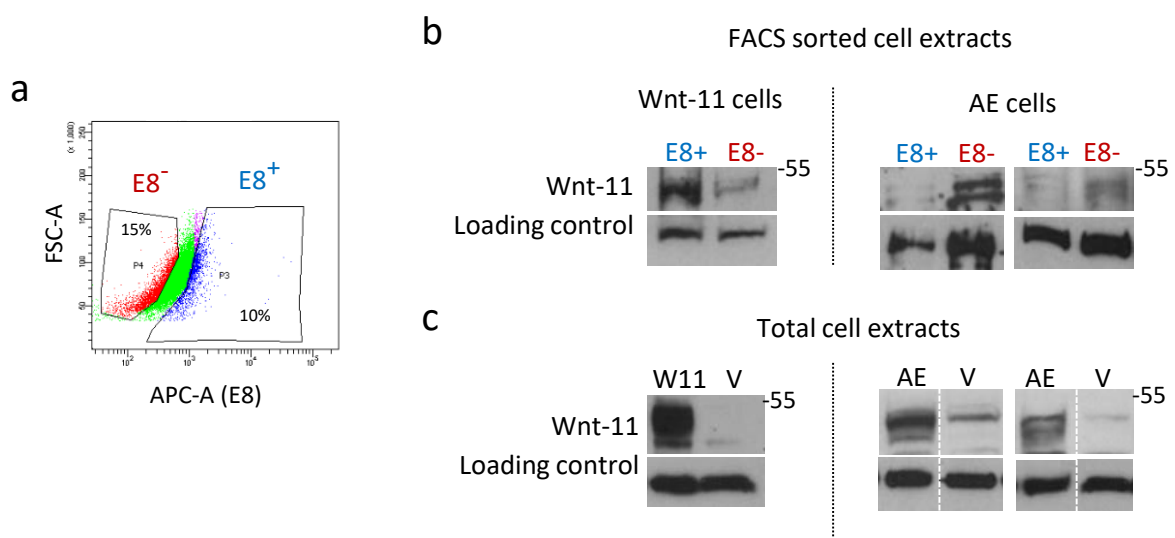 a
FSC-A
(x 1,000)
250
200
150
100
50
E8⁻
E8⁺
15%
P4
P3
10%
10²
10³
10⁴
10⁵
APC-A (E8)
b
FACS sorted cell extracts
Wnt-11 cells
AE cells
E8+ E8- E8+ E8- E8+ E8-
-55 -55
Wnt-11
Loading control
c
Total cell extracts
W11 V AE V AE V
-55 -55
Wnt-11
Loading control